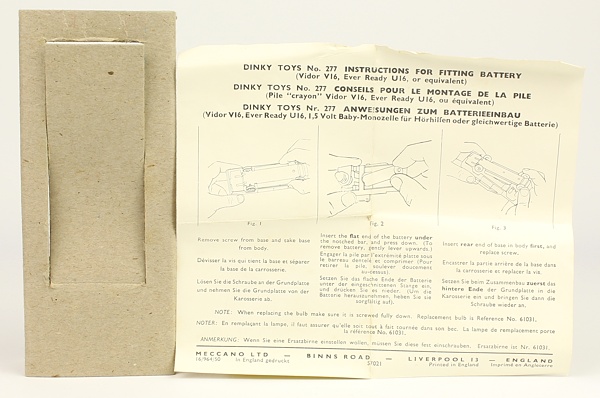 DINKY TOYS No. 277 INSTRUCTIONS FOR FITTING BATTERY
(Vidor V16, Ever Ready U16, or equivalent)
DINKY TOYS No. 277 CONSEILS POUR LE MONTAGE DE LA PILE
(Pile "crayon" Vidor V16, Ever Ready U16, ou équivalent)
DINKY TOYS Nr. 277 ANWEISUNGEN ZUM BATTERIEEINBAU
(Vidor V16, Ever Ready U16, 1,5 Volt Baby-Monozelle für Hörhilfen oder gleichwertige Batterie)
Fig. 1
Remove screw from base and take base
from body.
Dévisser la vis qui tient la base et séparer
la base de la carrosserie.
Lösen Sie die Schraube an der Grundplatte
und nehmen Sie die Grundplatte von der
Karosserie ab.
Fig. 2
Insert the flat end of the battery under
the notched bar, and press down. (To
remove battery, gently lever upwards.)
Engager la pile par l'extrémité platte sous
le barreau dentelé et comprimer (Pour
retirer la pile, soulever doucement
au-dessus)
Setzen Sie das flache Ende der Batterie
unter der eingeschnittenen Stange ein,
und drücken Sie es nieder. (Um die
Batterie herauszunehmen, heben Sie sie
sorgfältig auf).
Fig. 3
Insert rear end of base in body first, and
replace screw.
Encastrer la partie arrière de la base dans
la carrosserie et replacer la vis.
Setzen Sie beim Zusammenbau zuerst das
hintere Ende der Grundplatte in die
Karosserie ein und bringen Sie dann die
Schraube wieder an.
NOTE: When replacing the bulb make sure it is screwed fully down. Replacement bulb is Reference No. 61031.
NOTER: En remplaçant la lampe, il faut assurer qu'elle soit tout à fait tournée dans son bec. La lampe de remplacement porte
la référence No. 61031.
ANMERKUNG: Wenn Sie eine Ersatzbirne einstellen wollen, müssen Sie diese fest einschrauben. Ersatzbirne ist Nr. 61031.
MECCANO LTD — BINNS ROAD — LIVERPOOL 13 — ENGLAND
16/964/50 In England gedruckt 57021 Printed in England Imprimé en Angleterre